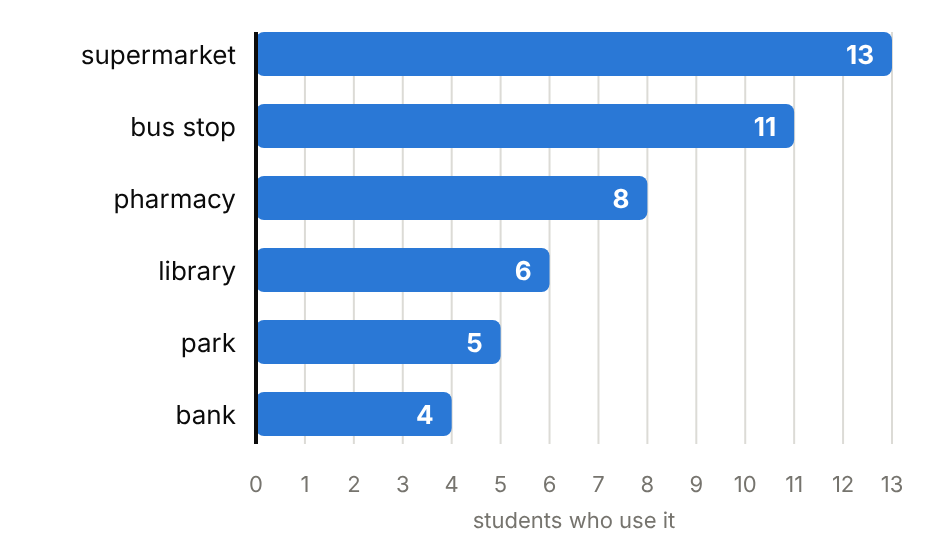 supermarket 13
bus stop 11
pharmacy 8
library 6
park 5
bank 4
0 1 2 3 4 5 6 7 8 9 10 11 12 13
students who use it